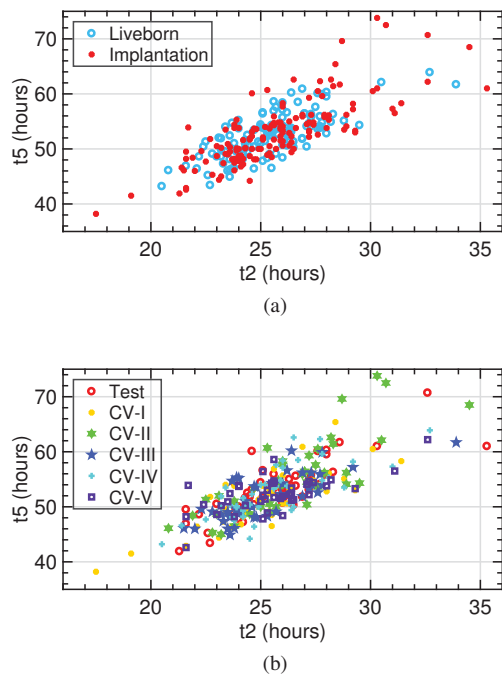 70
60
50
40
t5 (hours)
Liveborn
Implantation
20 25 30 35
t2 (hours)
(a)
70
60
50
40
t5 (hours)
Test
CV-I
CV-II
CV-III
CV-IV
CV-V
20 25 30 35
t2 (hours)
(b)